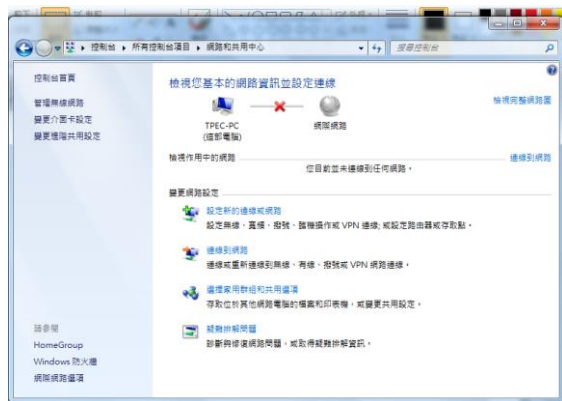 控制台 ▸ 所有控制台項目 ▸ 網路和共用中心
搜尋控制台
控制台首頁
管理無線網路
變更介面卡設定
變更進階共用設定
檢視您基本的網路資訊並設定連線
檢視完整網路圖
TPEC-PC
(這部電腦)
網際網路
檢視作用中的網路
連線到網路
您目前並未連線到任何網路。
變更網路設定
設定新的連線或網路
設定無線、寬頻、撥號、臨機操作或 VPN 連線; 或設定路由器或存取點。
連線到網路
連線或重新連線到無線、有線、撥號或 VPN 網路連線。
選擇家用群組和共用選項
存取位於其他網路電腦的檔案和印表機，或變更共用設定。
疑難排解問題
診斷與修復網路問題，或取得疑難排解資訊。
請參閱
HomeGroup
Windows 防火牆
網際網路選項